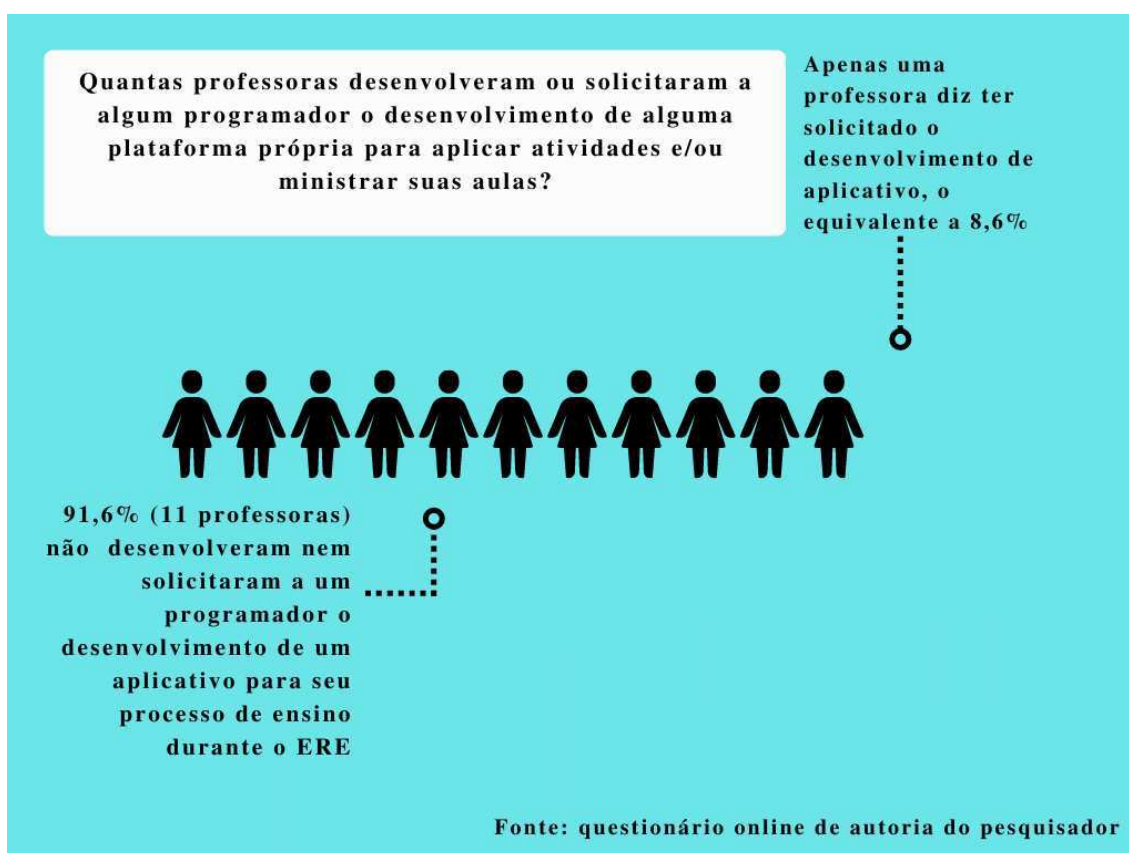 Quantas professoras desenvolveram ou solicitaram a
algum programador o desenvolvimento de alguma
plataforma própria para aplicar atividades e/ou
ministrar suas aulas?
Apenas uma
professora diz ter
solicitado o
desenvolvimento de
aplicativo, o
equivalente a 8,6%
91,6% (11 professoras)
não desenvolveram nem
solicitaram a um
programador o
desenvolvimento de um
aplicativo para seu
processo de ensino
durante o ERE
Fonte: questionário online de autoria do pesquisador